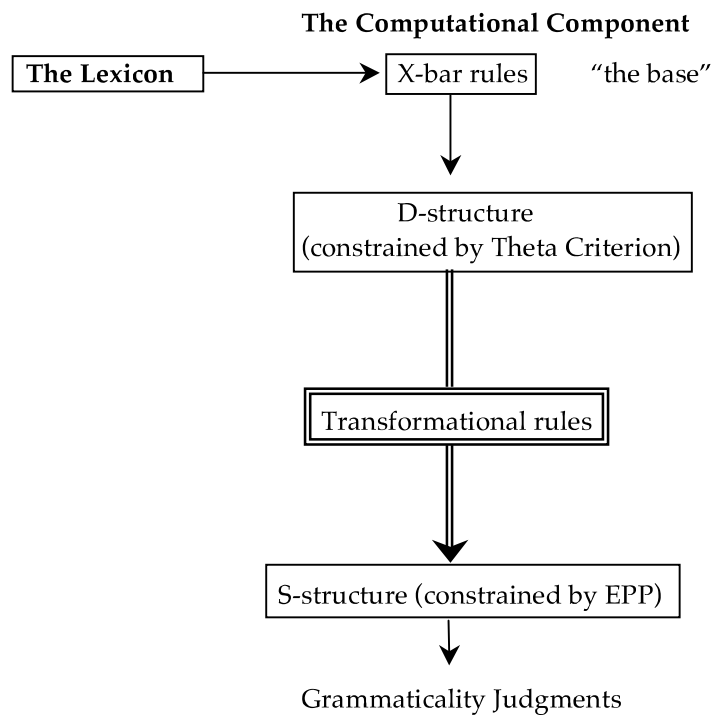 The Computational Component
The Lexicon X-bar rules “the base”
D-structure
(constrained by Theta Criterion)
Transformational rules
S-structure (constrained by EPP)
Grammaticality Judgments